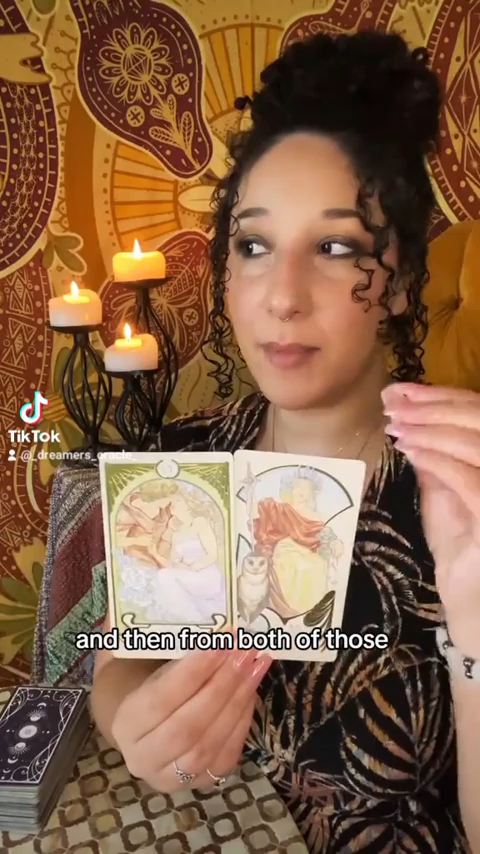 TikTok
@_dreamers_oracle_
and then from both of those